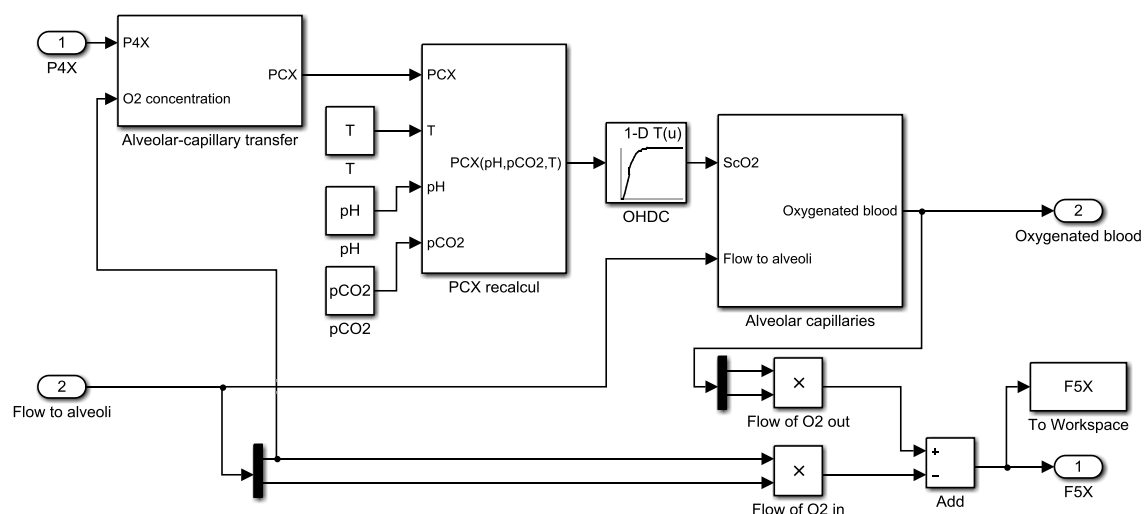 1
P4X
P4X
O2 concentration
PCX
Alveolar-capillary transfer
T
T
pH
pH
pCO2
pCO2
PCX
T
pH
pCO2
PCX(pH,pCO2,T)
PCX recalcul
1-D T(u)
OHDC
ScO2
Flow to alveoli
Oxygenated blood
Alveolar capillaries
2
Oxygenated blood
2
Flow to alveoli
×
Flow of O2 out
×
Flow of O2 in
+
−
Add
F5X
To Workspace
1
F5X